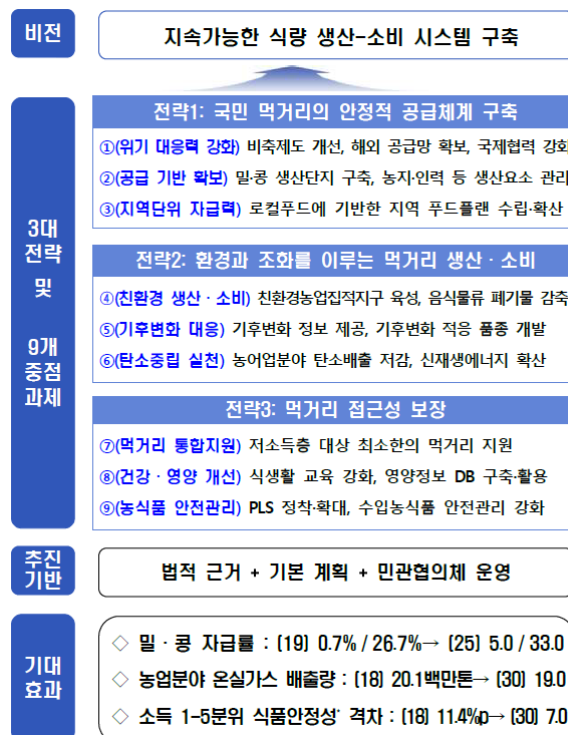 비전
지속가능한 식량 생산-소비 시스템 구축
3대
전략
및
9개
중점
과제
전략1: 국민 먹거리의 안정적 공급체계 구축
①(위기 대응력 강화) 비축제도 개선, 해외 공급망 확보, 국제협력 강화
②(공급 기반 확보) 밀·콩 생산단지 구축, 농지·인력 등 생산요소 관리
③(지역단위 자급력) 로컬푸드에 기반한 지역 푸드플랜 수립·확산
전략2: 환경과 조화를 이루는 먹거리 생산·소비
④(친환경 생산·소비) 친환경농업집적지구 육성, 음식물류 폐기물 감축
⑤(기후변화 대응) 기후변화 정보 제공, 기후변화 적응 품종 개발
⑥(탄소중립 실천) 농어업분야 탄소배출 저감, 신재생에너지 확산
전략3: 먹거리 접근성 보장
⑦(먹거리 통합지원) 저소득층 대상 최소한의 먹거리 지원
⑧(건강·영양 개선) 식생활 교육 강화, 영양정보 DB 구축·활용
⑨(농식품 안전관리) PLS 정착·확대, 수입농식품 안전관리 강화
추진
기반
법적 근거 + 기본 계획 + 민관협의체 운영
기대
효과
◇ 밀·콩 자급률 : (19) 0.7% / 26.7%→ (25) 5.0 / 33.0
◇ 농업분야 온실가스 배출량 : (18) 20.1백만톤→ (30) 19.0
◇ 소득 1-5분위 식품안정성* 격차 : (18) 11.4%p→ (30) 7.0